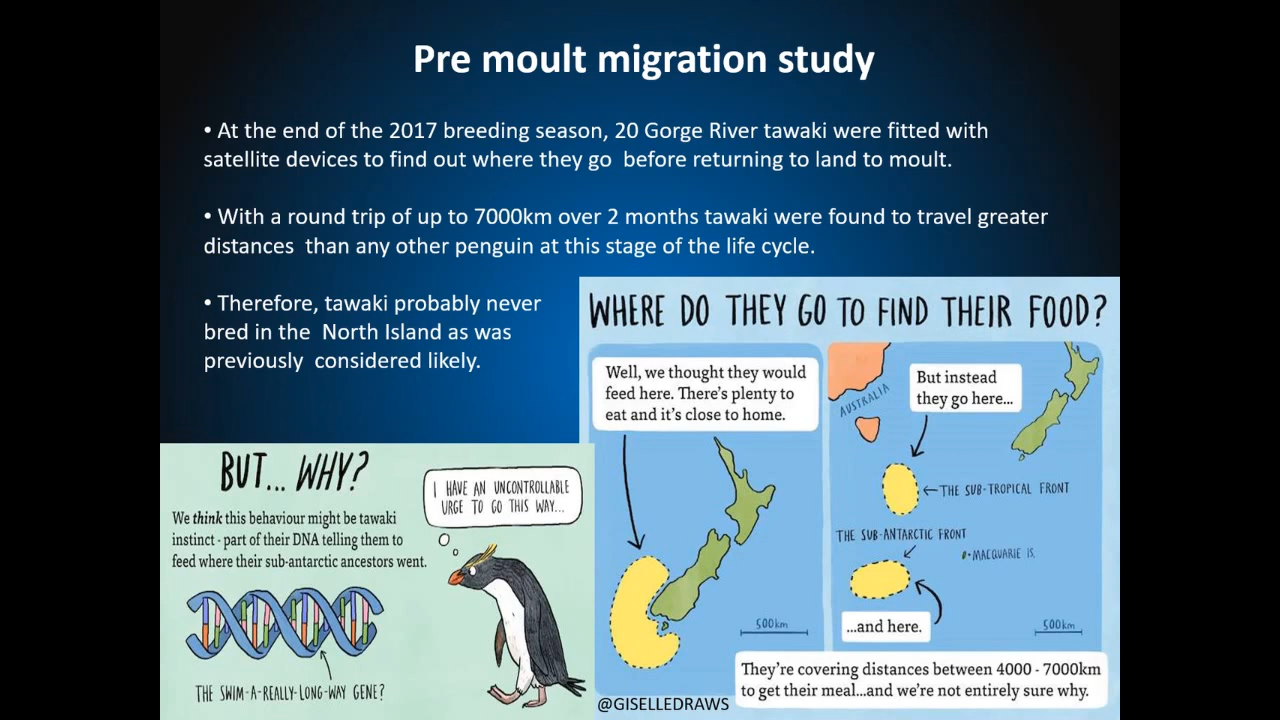 Pre moult migration study
• At the end of the 2017 breeding season, 20 Gorge River tawaki were fitted with
satellite devices to find out where they go before returning to land to moult.
• With a round trip of up to 7000km over 2 months tawaki were found to travel greater
distances than any other penguin at this stage of the life cycle.
• Therefore, tawaki probably never
bred in the North Island as was
previously considered likely.
WHERE DO THEY GO TO FIND THEIR FOOD?
Well, we thought they would
feed here. There's plenty to
eat and it's close to home.
500km
AUSTRALIA
But instead
they go here...
←THE SUB-TROPICAL FRONT
THE SUB-ANTARCTIC FRONT
MACQUARIE IS.
...and here.
500km
They're covering distances between 4000 - 7000km
to get their meal...and we're not entirely sure why.
@GISELLEDRAWS
BUT... WHY?
We think this behaviour might be tawaki
instinct - part of their DNA telling them to
feed where their sub-antarctic ancestors went.
I HAVE AN UNCONTROLLABLE
URGE TO GO THIS WAY...
THE SWIM-A-REALLY-LONG-WAY GENE?